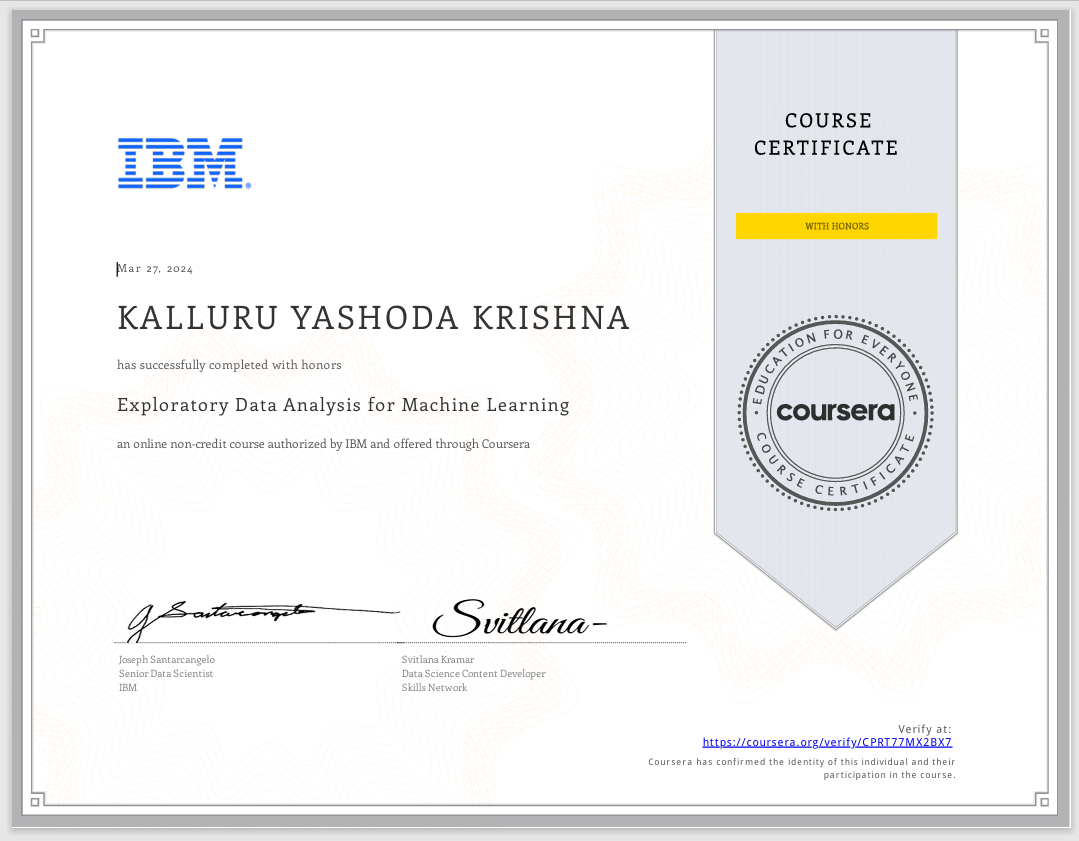 COURSE
CERTIFICATE
IBM®
WITH HONORS
Mar 27, 2024
KALLURU YASHODA KRISHNA
has successfully completed with honors
Exploratory Data Analysis for Machine Learning
an online non-credit course authorized by IBM and offered through Coursera
EDUCATION FOR EVERYONE
coursera
COURSE CERTIFICATE
G Santarcangelo
Svitlana
Joseph Santarcangelo
Senior Data Scientist
IBM
Svitlana Kramar
Data Science Content Developer
Skills Network
Verify at:
https://coursera.org/verify/CPRT77MX2BX7
Coursera has confirmed the identity of this individual and their
participation in the course.